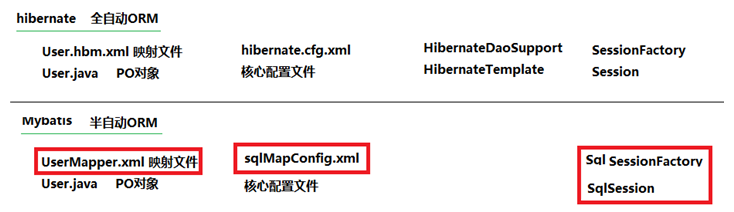 hibernate 全自动ORM
User.hbm.xml 映射文件 hibernate.cfg.xml HibernateDaoSupport SessionFactory
User.java PO对象 核心配置文件 HibernateTemplate Session
Mybatis 半自动ORM
UserMapper.xml 映射文件 sqlMapConfig.xml Sql SessionFactory
User.java PO对象 核心配置文件 SqlSession